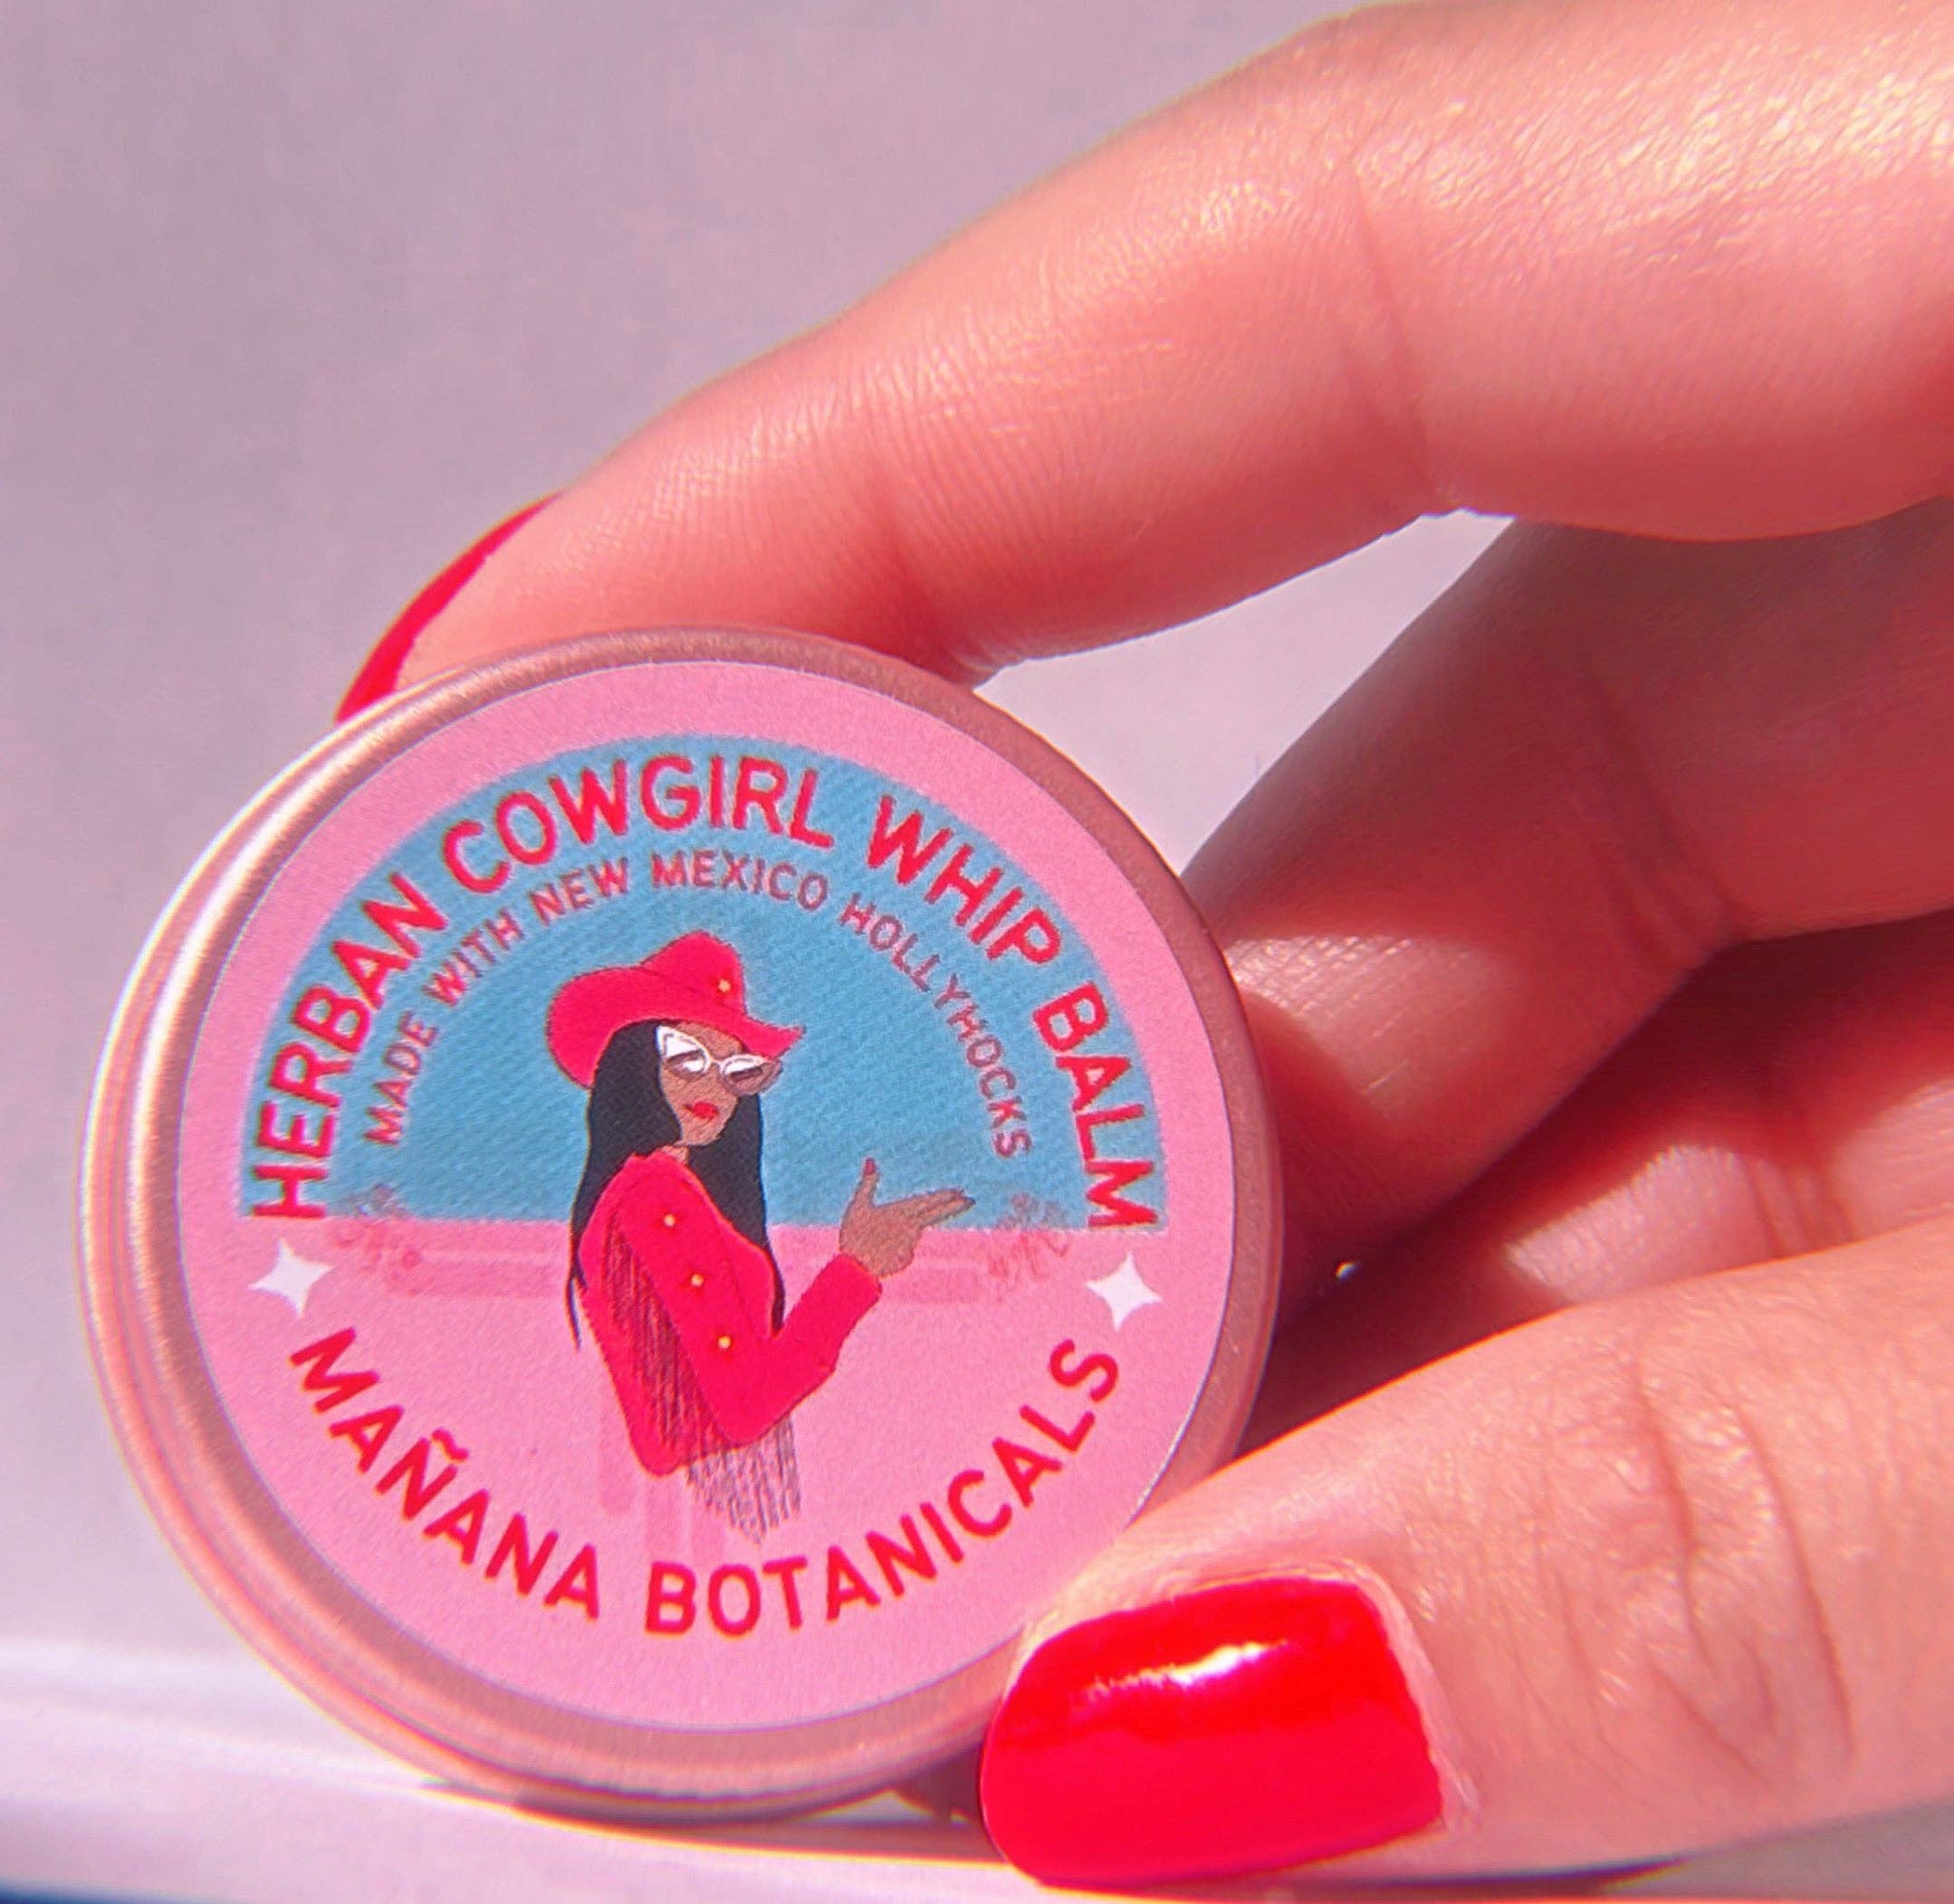 HERBAN COWGIRL WHIP BALM
MADE WITH NEW MEXICO HOLLYHOCKS
MAÑANA BOTANICALS